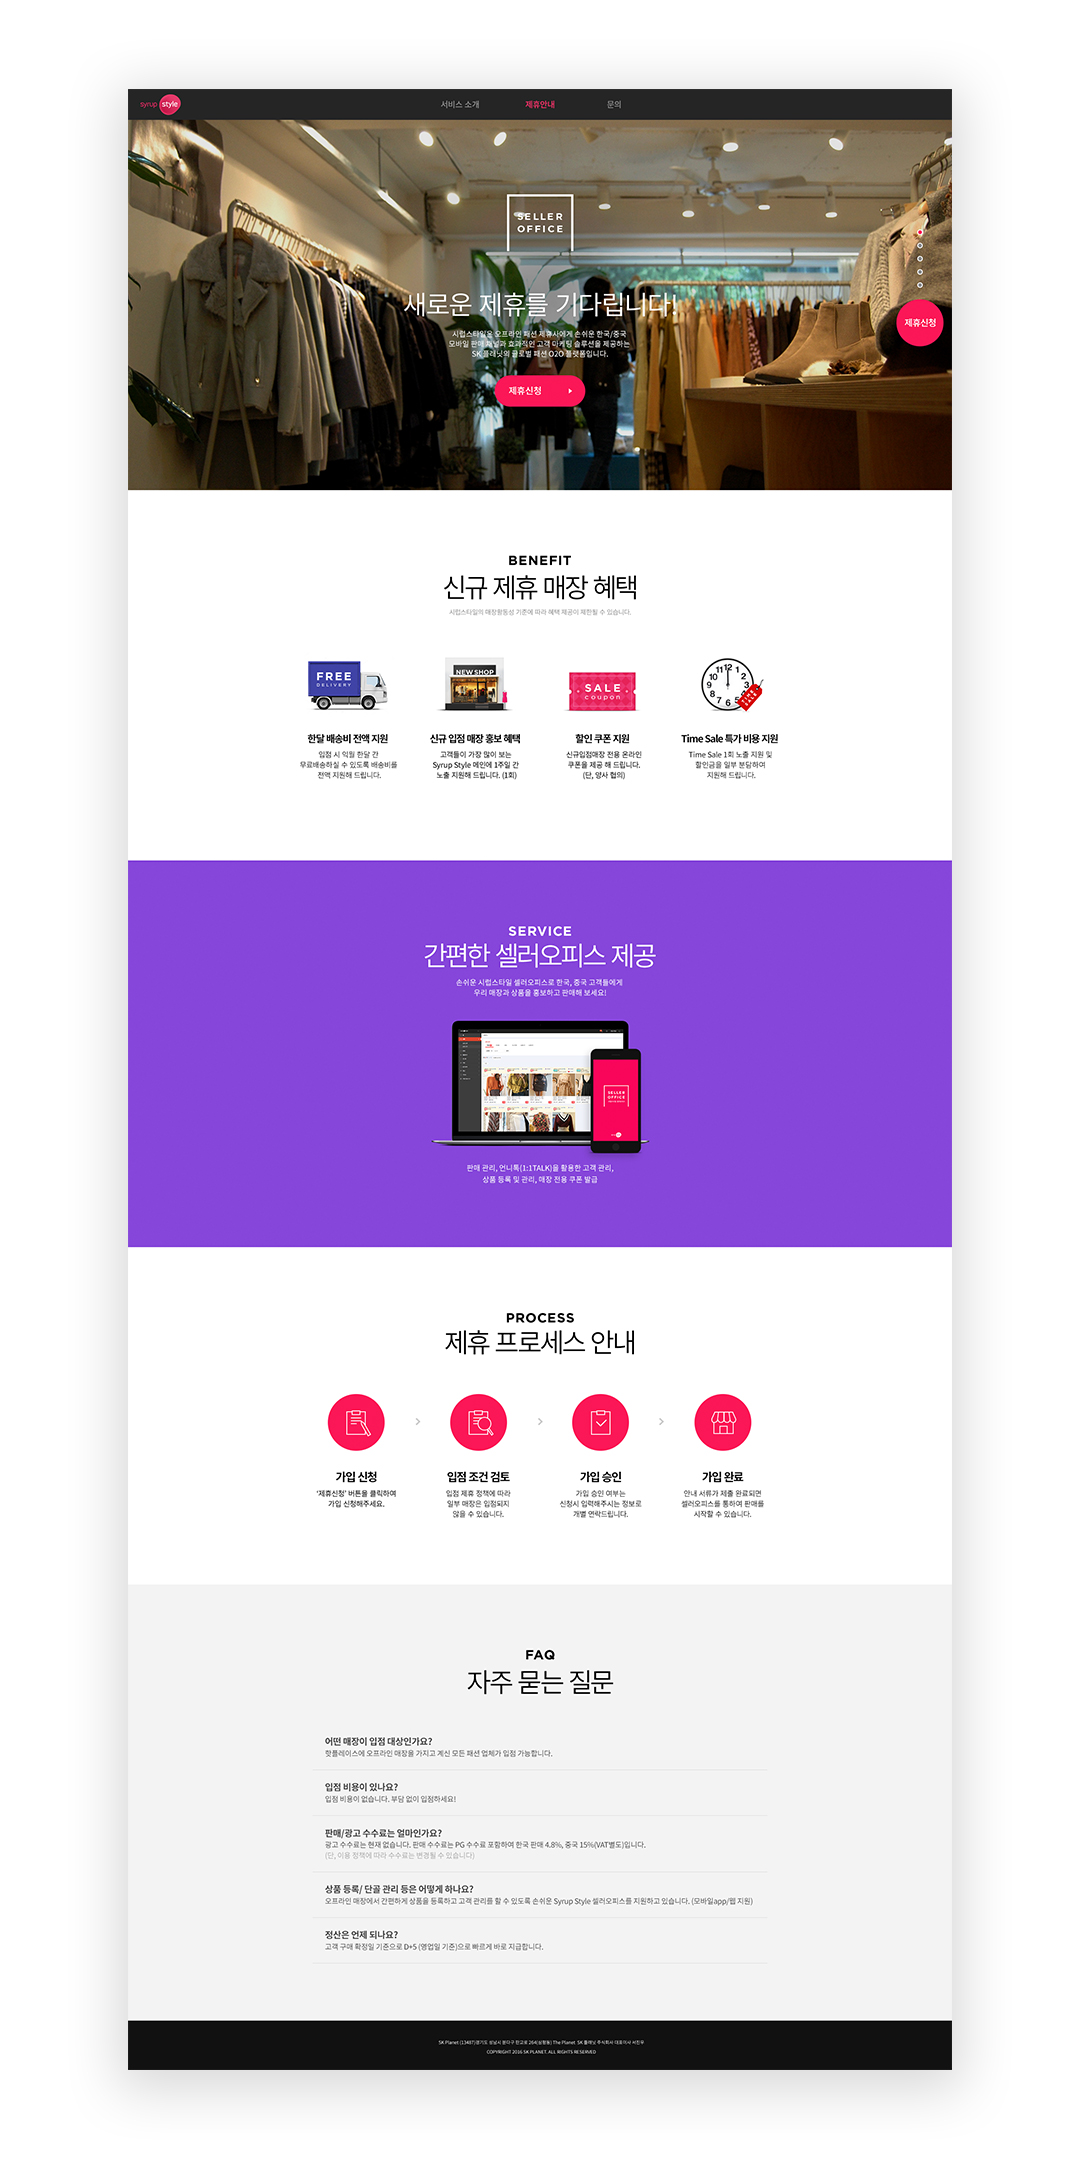 syrup style
서비스 소개
제휴안내
문의
SELLER
OFFICE
새로운 제휴를 기다립니다!
시럽스타일은 오프라인 패션 제휴사에게 손쉬운 한국/중국
모바일 판매 채널과 효과적인 고객 마케팅 솔루션을 제공하는
SK 플래닛의 글로벌 패션 O2O 플랫폼입니다.
제휴신청
제휴신청
BENEFIT
신규 제휴 매장 혜택
시럽스타일의 매장활동성 기준에 따라 혜택 제공이 제한될 수 있습니다.
FREE
DELIVERY
NEW SHOP
SALE
coupon
TIME SALE
한달 배송비 전액 지원
입점 시 익월 한달 간
무료배송하실 수 있도록 배송비를
전액 지원해 드립니다.
신규 입점 매장 홍보 혜택
고객들이 가장 많이 보는
Syrup Style 메인에 1주일 간
노출 지원해 드립니다. (1회)
할인 쿠폰 지원
신규입점매장 전용 온라인
쿠폰을 제공 해 드립니다.
(단, 양사 협의)
Time Sale 특가 비용 지원
Time Sale 1회 노출 지원 및
할인금을 일부 분담하여
지원해 드립니다.
SERVICE
간편한 셀러오피스 제공
손쉬운 시럽스타일 셀러오피스로 한국, 중국 고객들에게
우리 매장과 상품을 홍보하고 판매해 보세요!
SELLER
OFFICE
판매 관리, 언니톡(1:1TALK)을 활용한 고객 관리,
상품 등록 및 관리, 매장 전용 쿠폰 발급
PROCESS
제휴 프로세스 안내
가입 신청
'제휴신청' 버튼을 클릭하여
가입 신청해주세요.
입점 조건 검토
입점 제휴 정책에 따라
일부 매장은 입점되지
않을 수 있습니다.
가입 승인
가입 승인 여부는
신청시 입력해주시는 정보로
개별 연락드립니다.
가입 완료
안내 서류가 제출 완료되면
셀러오피스를 통하여 판매를
시작할 수 있습니다.
FAQ
자주 묻는 질문
어떤 매장이 입점 대상인가요?
핫플레이스에 오프라인 매장을 가지고 계신 모든 패션 업체가 입점 가능합니다.
입점 비용이 있나요?
입점 비용이 없습니다. 부담 없이 입점하세요!
판매/광고 수수료는 얼마인가요?
광고 수수료는 현재 없습니다. 판매 수수료는 PG 수수료 포함하여 한국 판매 4.8%, 중국 15%(VAT별도)입니다.
(단, 이용 정책에 따라 수수료는 변경될 수 있습니다)
상품 등록/ 단골 관리 등은 어떻게 하나요?
오프라인 매장에서 간편하게 상품을 등록하고 고객 관리를 할 수 있도록 손쉬운 Syrup Style 셀러오피스를 지원하고 있습니다. (모바일app/웹 지원)
정산은 언제 되나요?
고객 구매 확정일 기준으로 D+5 (영업일 기준)으로 빠르게 바로 지급합니다.
SK Planet (13487)경기도 성남시 분당구 판교로 264(삼평동) The Planet SK 플래닛 주식회사 대표이사 서진우
COPYRIGHT 2016 SK PLANET. ALL RIGHTS RESERVED